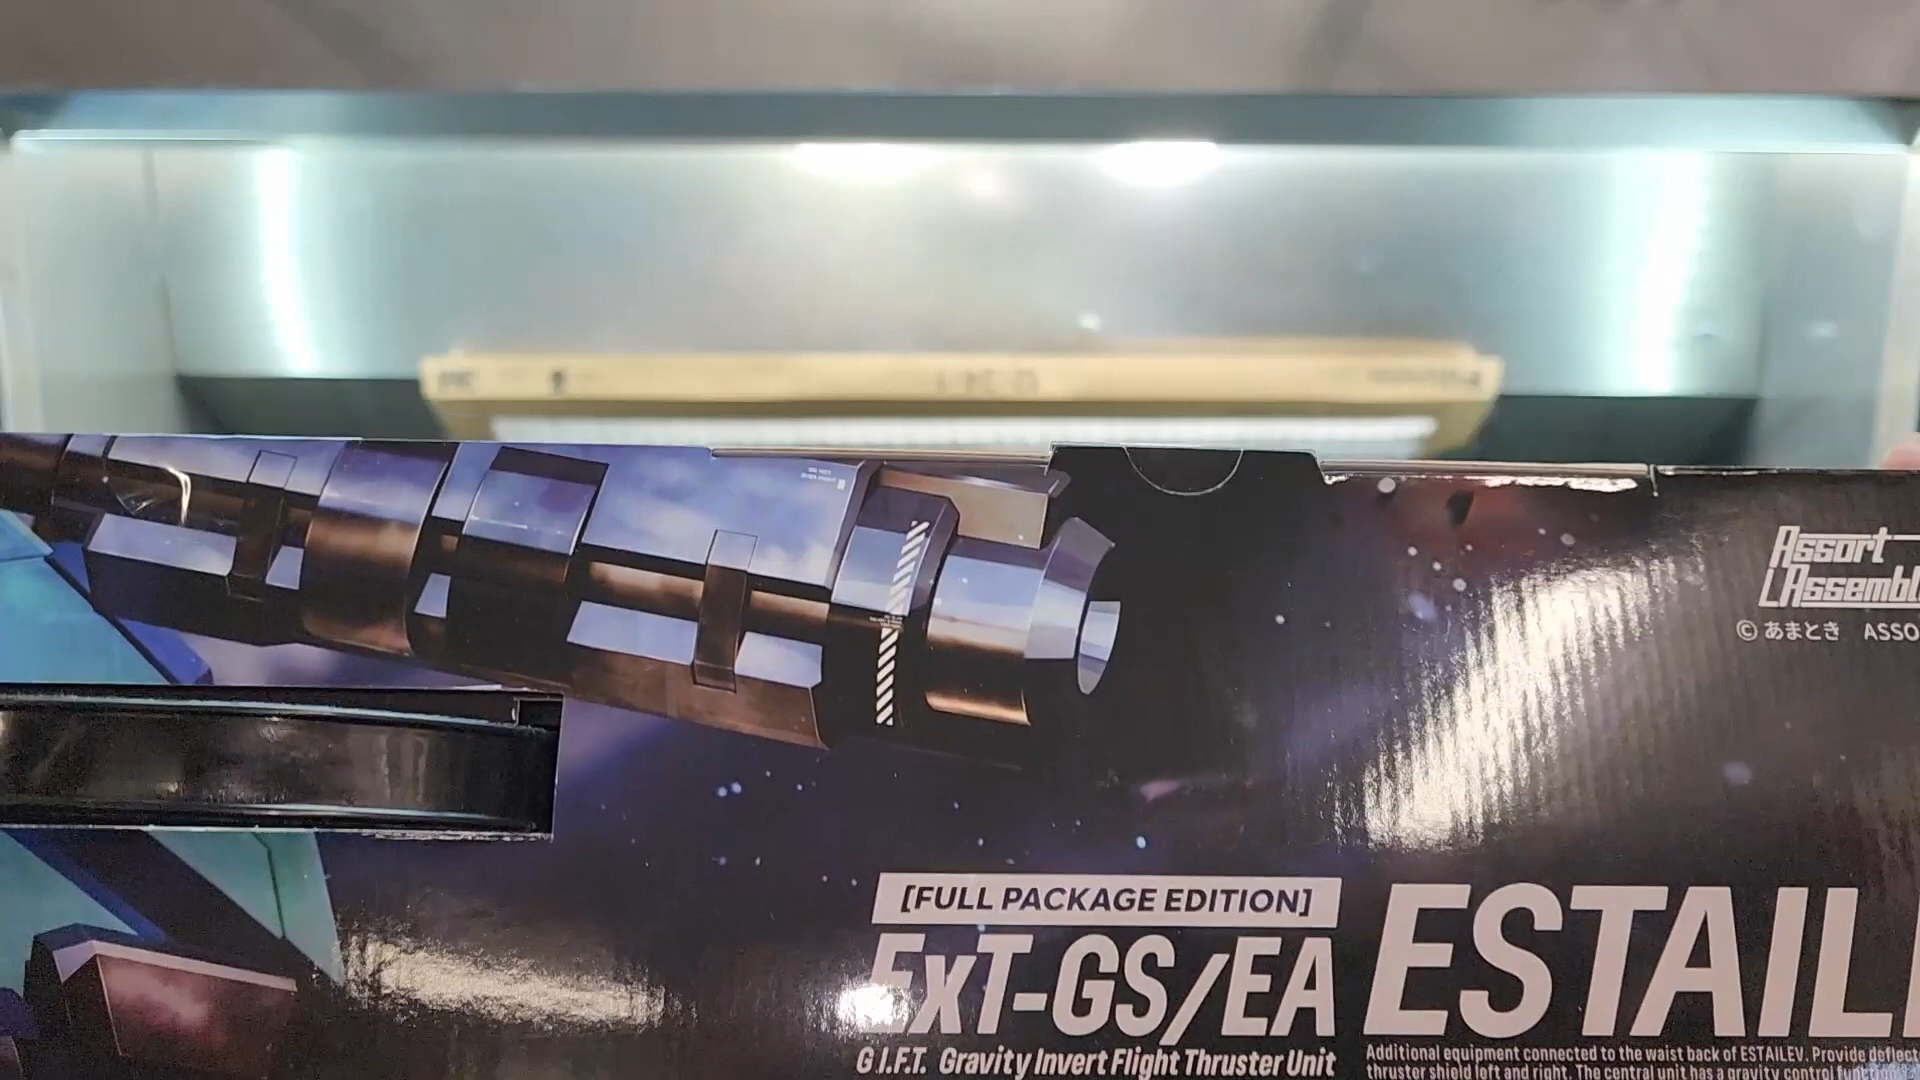 Assort
Assembl
© あまとき ASSO
[FULL PACKAGE EDITION]
ExT-GS/EA ESTAIL
G.I.F.T. Gravity Invert Flight Thruster Unit
Additional equipment connected to the waist back of ESTAILEV. Provide deflect
thruster shield left and right. The central unit has a gravity control function